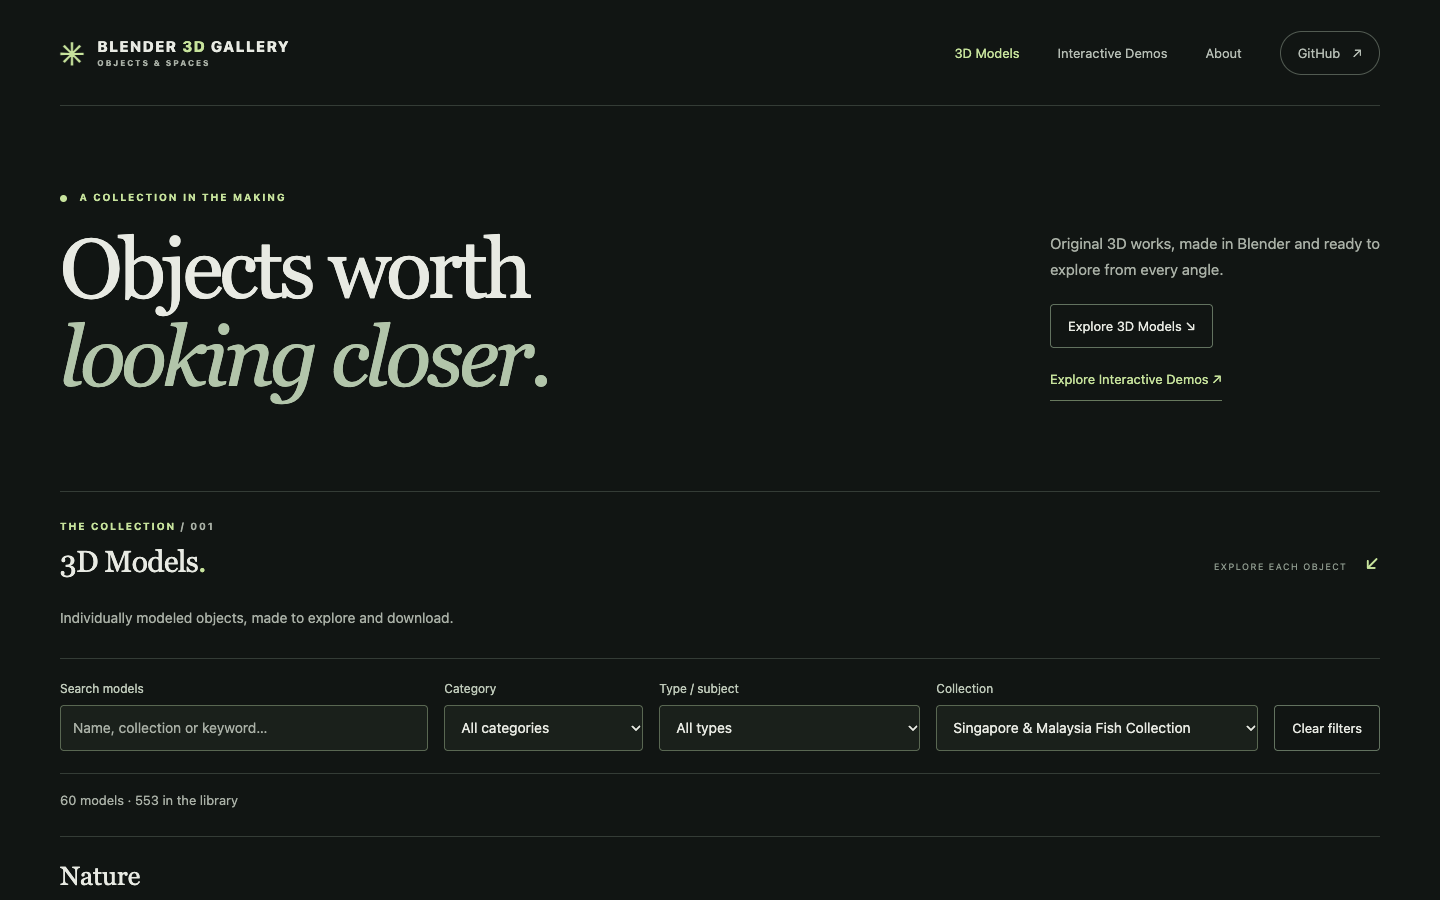 BLENDER 3D GALLERY
OBJECTS & SPACES
3D Models
Interactive Demos
About
GitHub ↗
A COLLECTION IN THE MAKING
Objects worth
looking closer.
Original 3D works, made in Blender and ready to
explore from every angle.
Explore 3D Models ↘
Explore Interactive Demos ↗
THE COLLECTION / 001
3D Models.
EXPLORE EACH OBJECT ↙
Individually modeled objects, made to explore and download.
Search models
Category
Type / subject
Collection
Name, collection or keyword...
All categories
All types
Singapore & Malaysia Fish Collection
Clear filters
60 models · 553 in the library
Nature